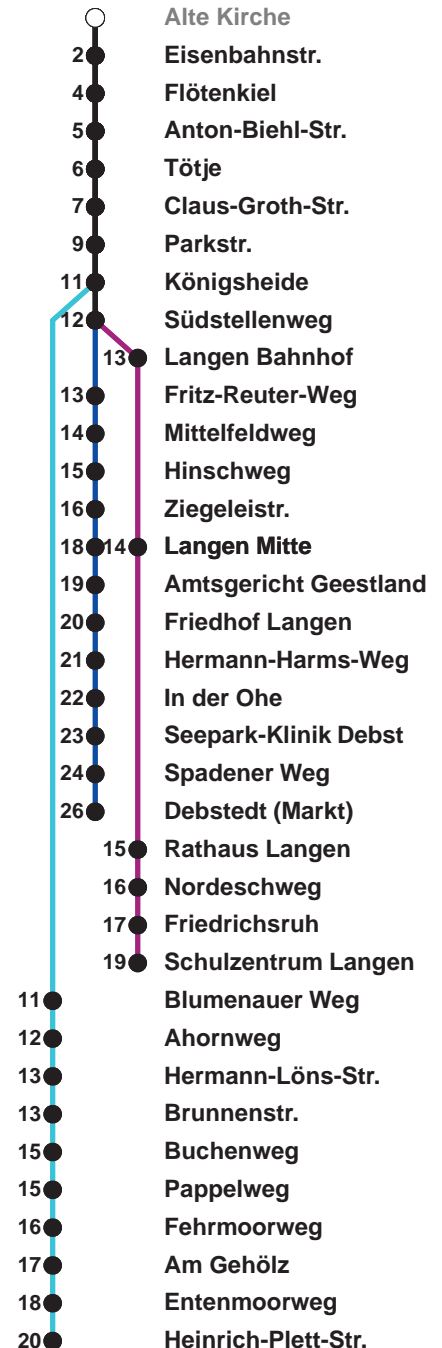 Alte Kirche
2 Eisenbahnstr.
4 Flötenkiel
5 Anton-Biehl-Str.
6 Tötje
7 Claus-Groth-Str.
9 Parkstr.
11 Königsheide
12 Südstellenweg
13 Langen Bahnhof
13 Fritz-Reuter-Weg
14 Mittelfeldweg
15 Hinschweg
16 Ziegeleistr.
18 14 Langen Mitte
19 Amtsgericht Geestland
20 Friedhof Langen
21 Hermann-Harms-Weg
22 In der Ohe
23 Seepark-Klinik Debst
24 Spadener Weg
26 Debstedt (Markt)
15 Rathaus Langen
16 Nordeschweg
17 Friedrichsruh
19 Schulzentrum Langen
11 Blumenauer Weg
12 Ahornweg
13 Hermann-Löns-Str.
13 Brunnenstr.
15 Buchenweg
15 Pappelweg
16 Fehrmoorweg
17 Am Gehölz
18 Entenmoorweg
20 Heinrich-Plett-Str.